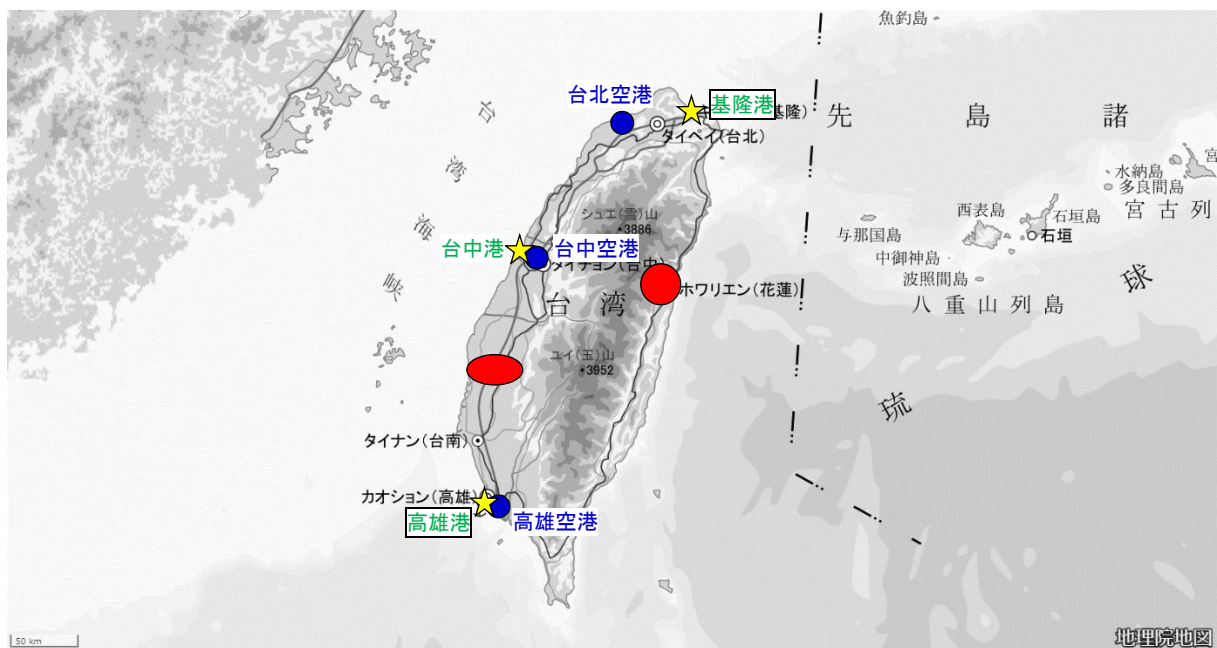 魚釣島
台北空港
基隆港
基隆)
タイペイ(台北)
先島諸
台湾海峡
宮
水納島
多良間島
宮古列
シュエ(雪)山
・3886
西表島
石垣島
石垣
与那国島
中御神島
波照間島
八重山列島
台中港
台中空港
タイチョン(台中)
ホワリエン(花蓮)
台湾
球
琉
ユイ(玉)山
・3952
タイナン(台南)
カオション(高雄)
高雄港
高雄空港
50 km
地理院地図